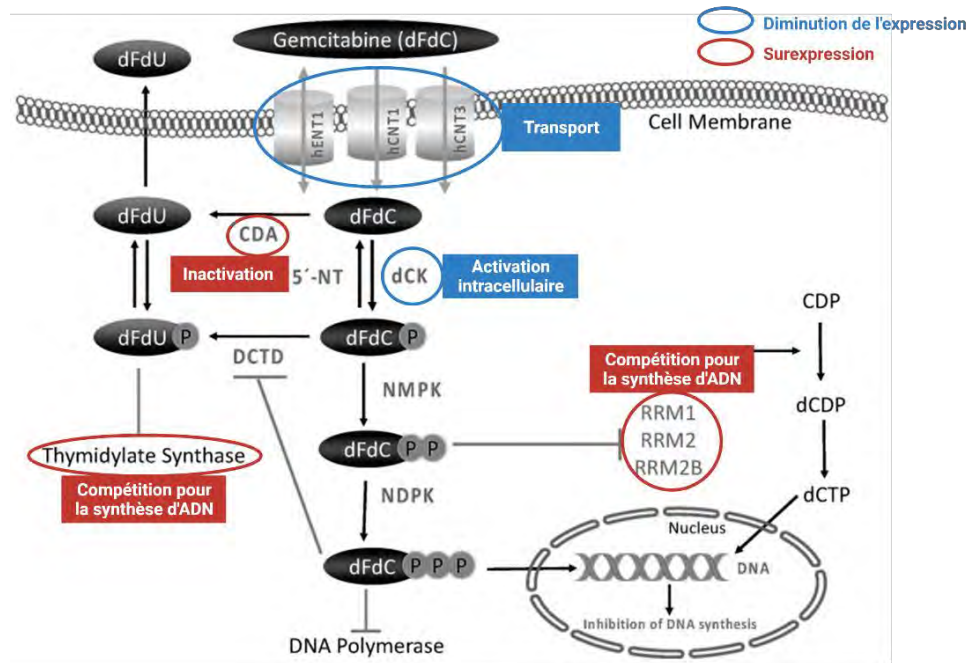 Diminution de l'expression
Surexpression
Gemcitabine (dFdC)
dFdU
hENT1
hCNT1
hCNT3
Transport
Cell Membrane
dFdU
dFdC
CDA
Inactivation
5´-NT
dCK
Activation
intracellulaire
CDP
dFdU P
dFdC P
DCTD
Compétition pour
la synthèse d'ADN
NMPK
dCDP
RRM1
RRM2
RRM2B
dFdC P P
Thymidylate Synthase
Compétition pour
la synthèse d'ADN
NDPK
dCTP
Nucleus
dFdC P P P
DNA
Inhibition of DNA synthesis
DNA Polymerase